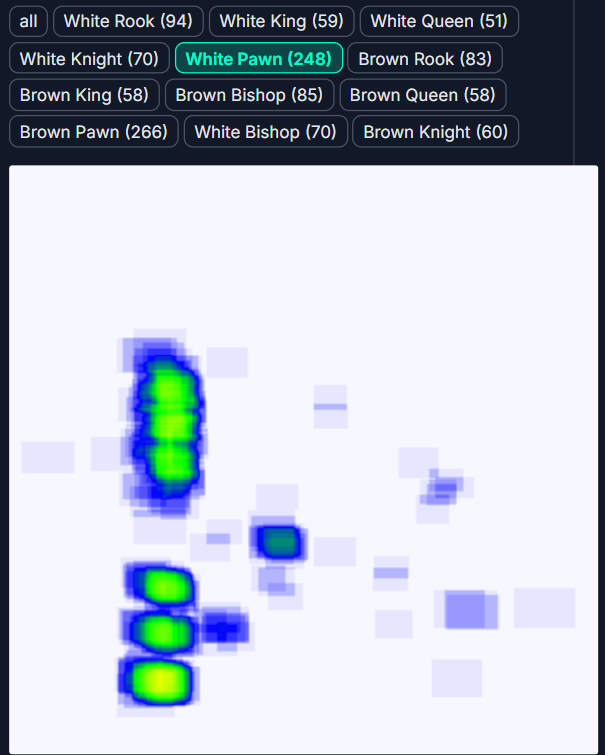 all White Rook (94) White King (59) White Queen (51)
White Knight (70) White Pawn (248) Brown Rook (83)
Brown King (58) Brown Bishop (85) Brown Queen (58)
Brown Pawn (266) White Bishop (70) Brown Knight (60)